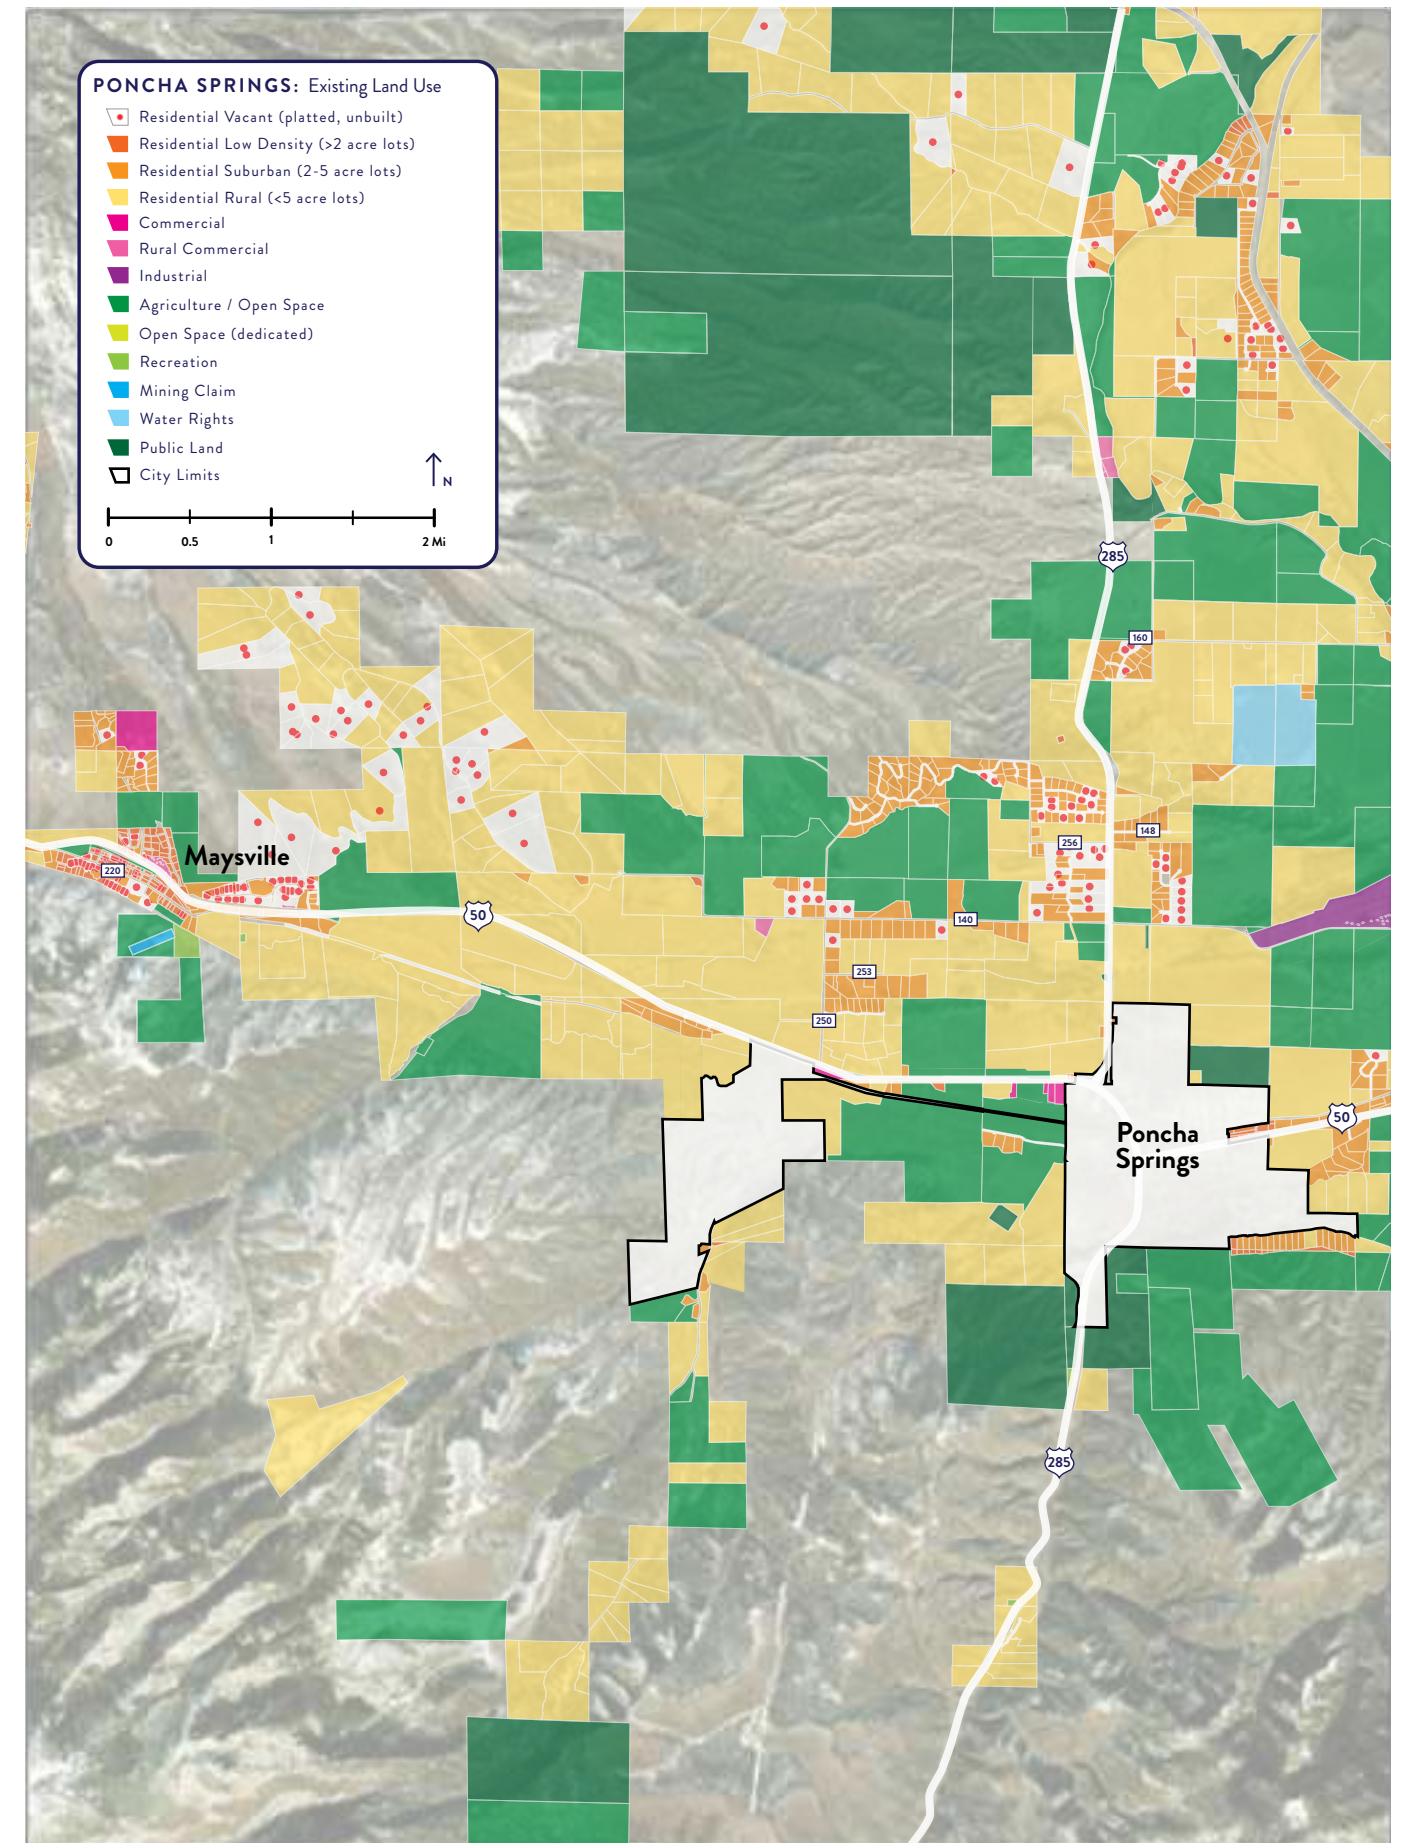 PONCHA SPRINGS: Existing Land Use
Residential Vacant (platted, unbuilt)
Residential Low Density (>2 acre lots)
Residential Suburban (2-5 acre lots)
Residential Rural (<5 acre lots)
Commercial
Rural Commercial
Industrial
Agriculture / Open Space
Open Space (dedicated)
Recreation
Mining Claim
Water Rights
Public Land
City Limits
N
0 0.5 1 2 Mi
285
160
148
256
Maysville
220
50
140
253
250
50
Poncha
Springs
285